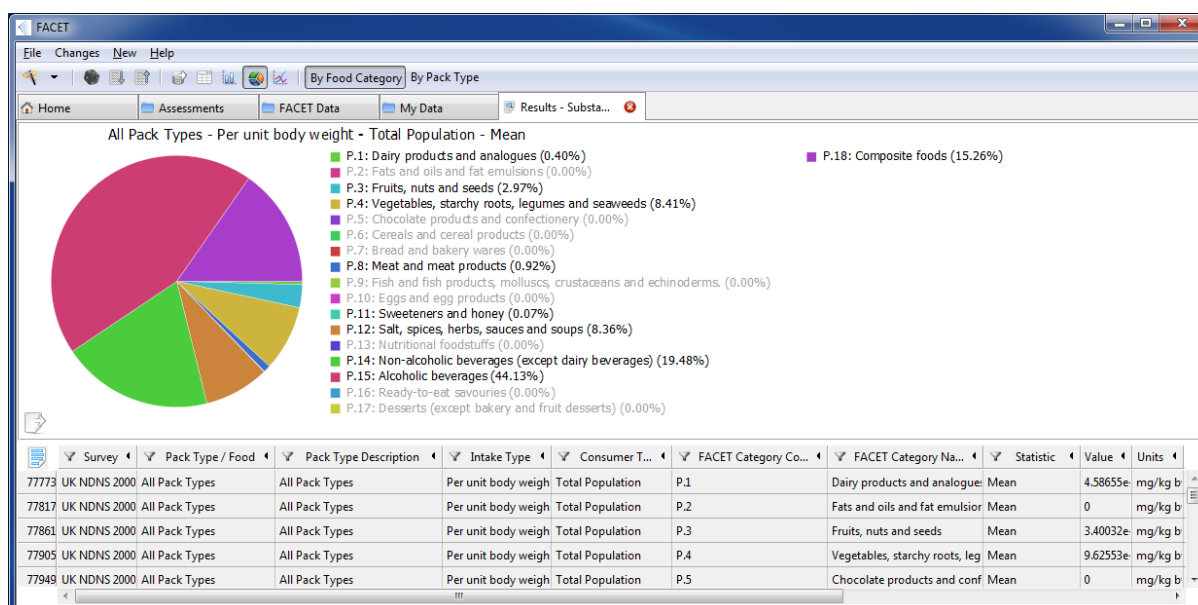 FACET
File Changes New Help
By Food Category By Pack Type
Home Assessments FACET Data My Data Results - Substa...
All Pack Types - Per unit body weight - Total Population - Mean
P.1: Dairy products and analogues (0.40%)
P.2: Fats and oils and fat emulsions (0.00%)
P.3: Fruits, nuts and seeds (2.97%)
P.4: Vegetables, starchy roots, legumes and seaweeds (8.41%)
P.5: Chocolate products and confectionery (0.00%)
P.6: Cereals and cereal products (0.00%)
P.7: Bread and bakery wares (0.00%)
P.8: Meat and meat products (0.92%)
P.9: Fish and fish products, molluscs, crustaceans and echinoderms. (0.00%)
P.10: Eggs and egg products (0.00%)
P.11: Sweeteners and honey (0.07%)
P.12: Salt, spices, herbs, sauces and soups (8.36%)
P.13: Nutritional foodstuffs (0.00%)
P.14: Non-alcoholic beverages (except dairy beverages) (19.48%)
P.15: Alcoholic beverages (44.13%)
P.16: Ready-to-eat savouries (0.00%)
P.17: Desserts (except bakery and fruit desserts) (0.00%)
P.18: Composite foods (15.26%)
Survey Pack Type / Food Pack Type Description Intake Type Consumer T... FACET Category Co... FACET Category Na... Statistic Value Units
77773 UK NDNS 2000 All Pack Types All Pack Types Per unit body weigh Total Population P.1 Dairy products and analogue Mean 4.58655e- mg/kg b
77817 UK NDNS 2000 All Pack Types All Pack Types Per unit body weigh Total Population P.2 Fats and oils and fat emulsior Mean 0 mg/kg b
77861 UK NDNS 2000 All Pack Types All Pack Types Per unit body weigh Total Population P.3 Fruits, nuts and seeds Mean 3.40032e- mg/kg b
77905 UK NDNS 2000 All Pack Types All Pack Types Per unit body weigh Total Population P.4 Vegetables, starchy roots, leg Mean 9.62553e- mg/kg b
77949 UK NDNS 2000 All Pack Types All Pack Types Per unit body weigh Total Population P.5 Chocolate products and conf Mean 0 mg/kg b